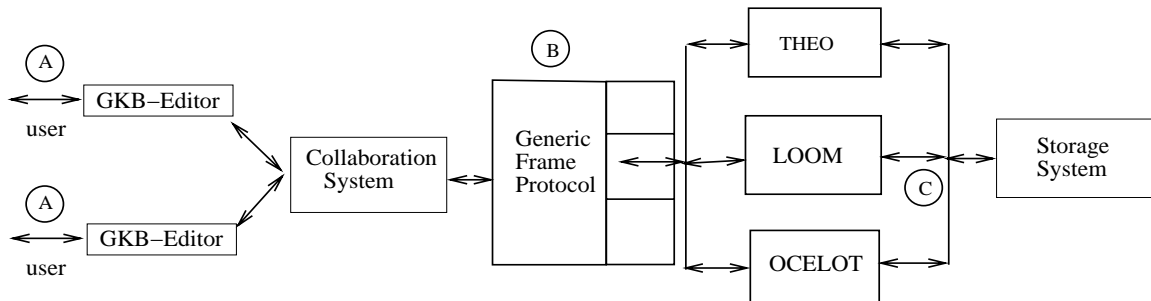 A
GKB−Editor
user
A
GKB−Editor
user
Collaboration
System
B
Generic
Frame
Protocol
THEO
LOOM
OCELOT
C
Storage
System